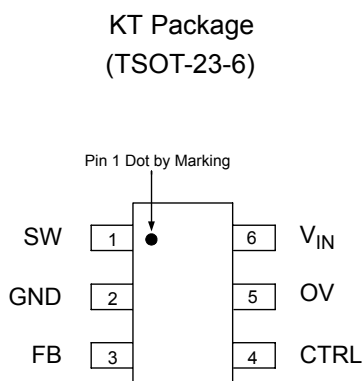 KT Package
(TSOT-23-6)
Pin 1 Dot by Marking
SW 1 6 VIN
GND 2 5 OV
FB 3 4 CTRL